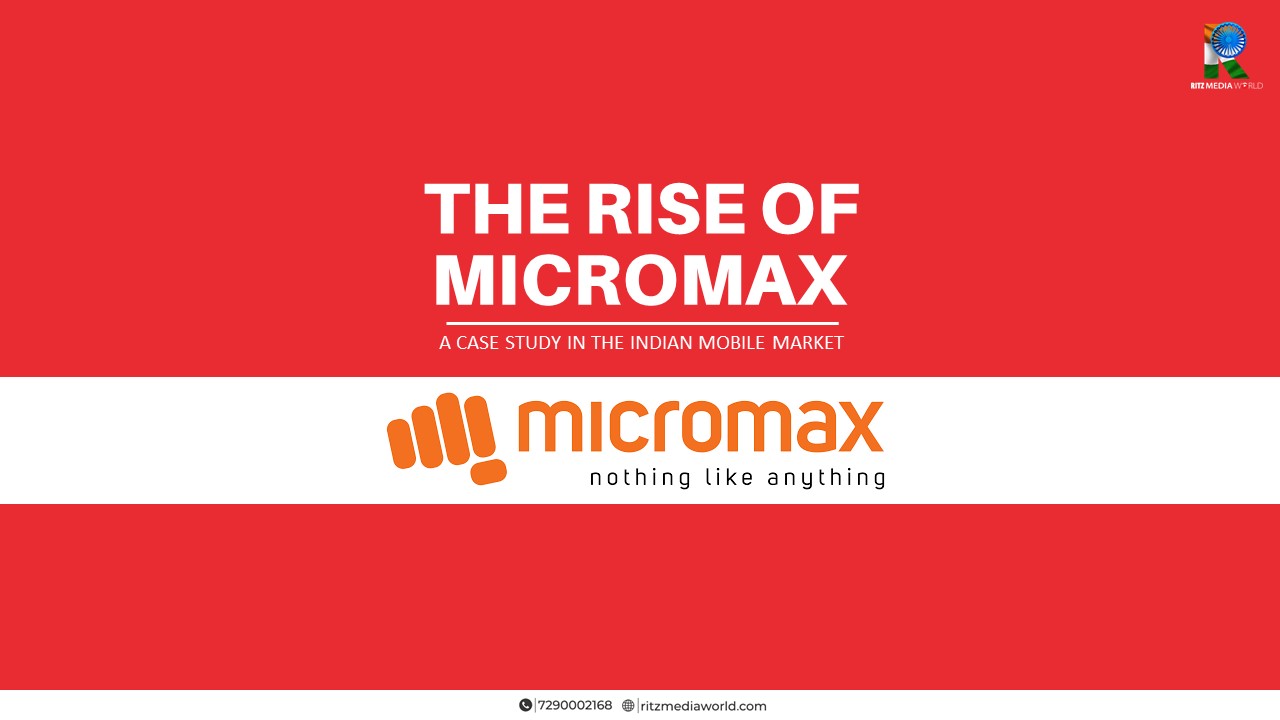 RITZ MEDIA WORLD
THE RISE OF
MICROMAX
A CASE STUDY IN THE INDIAN MOBILE MARKET
micromax
nothing like anything
7290002168 ritzmediaworld.com